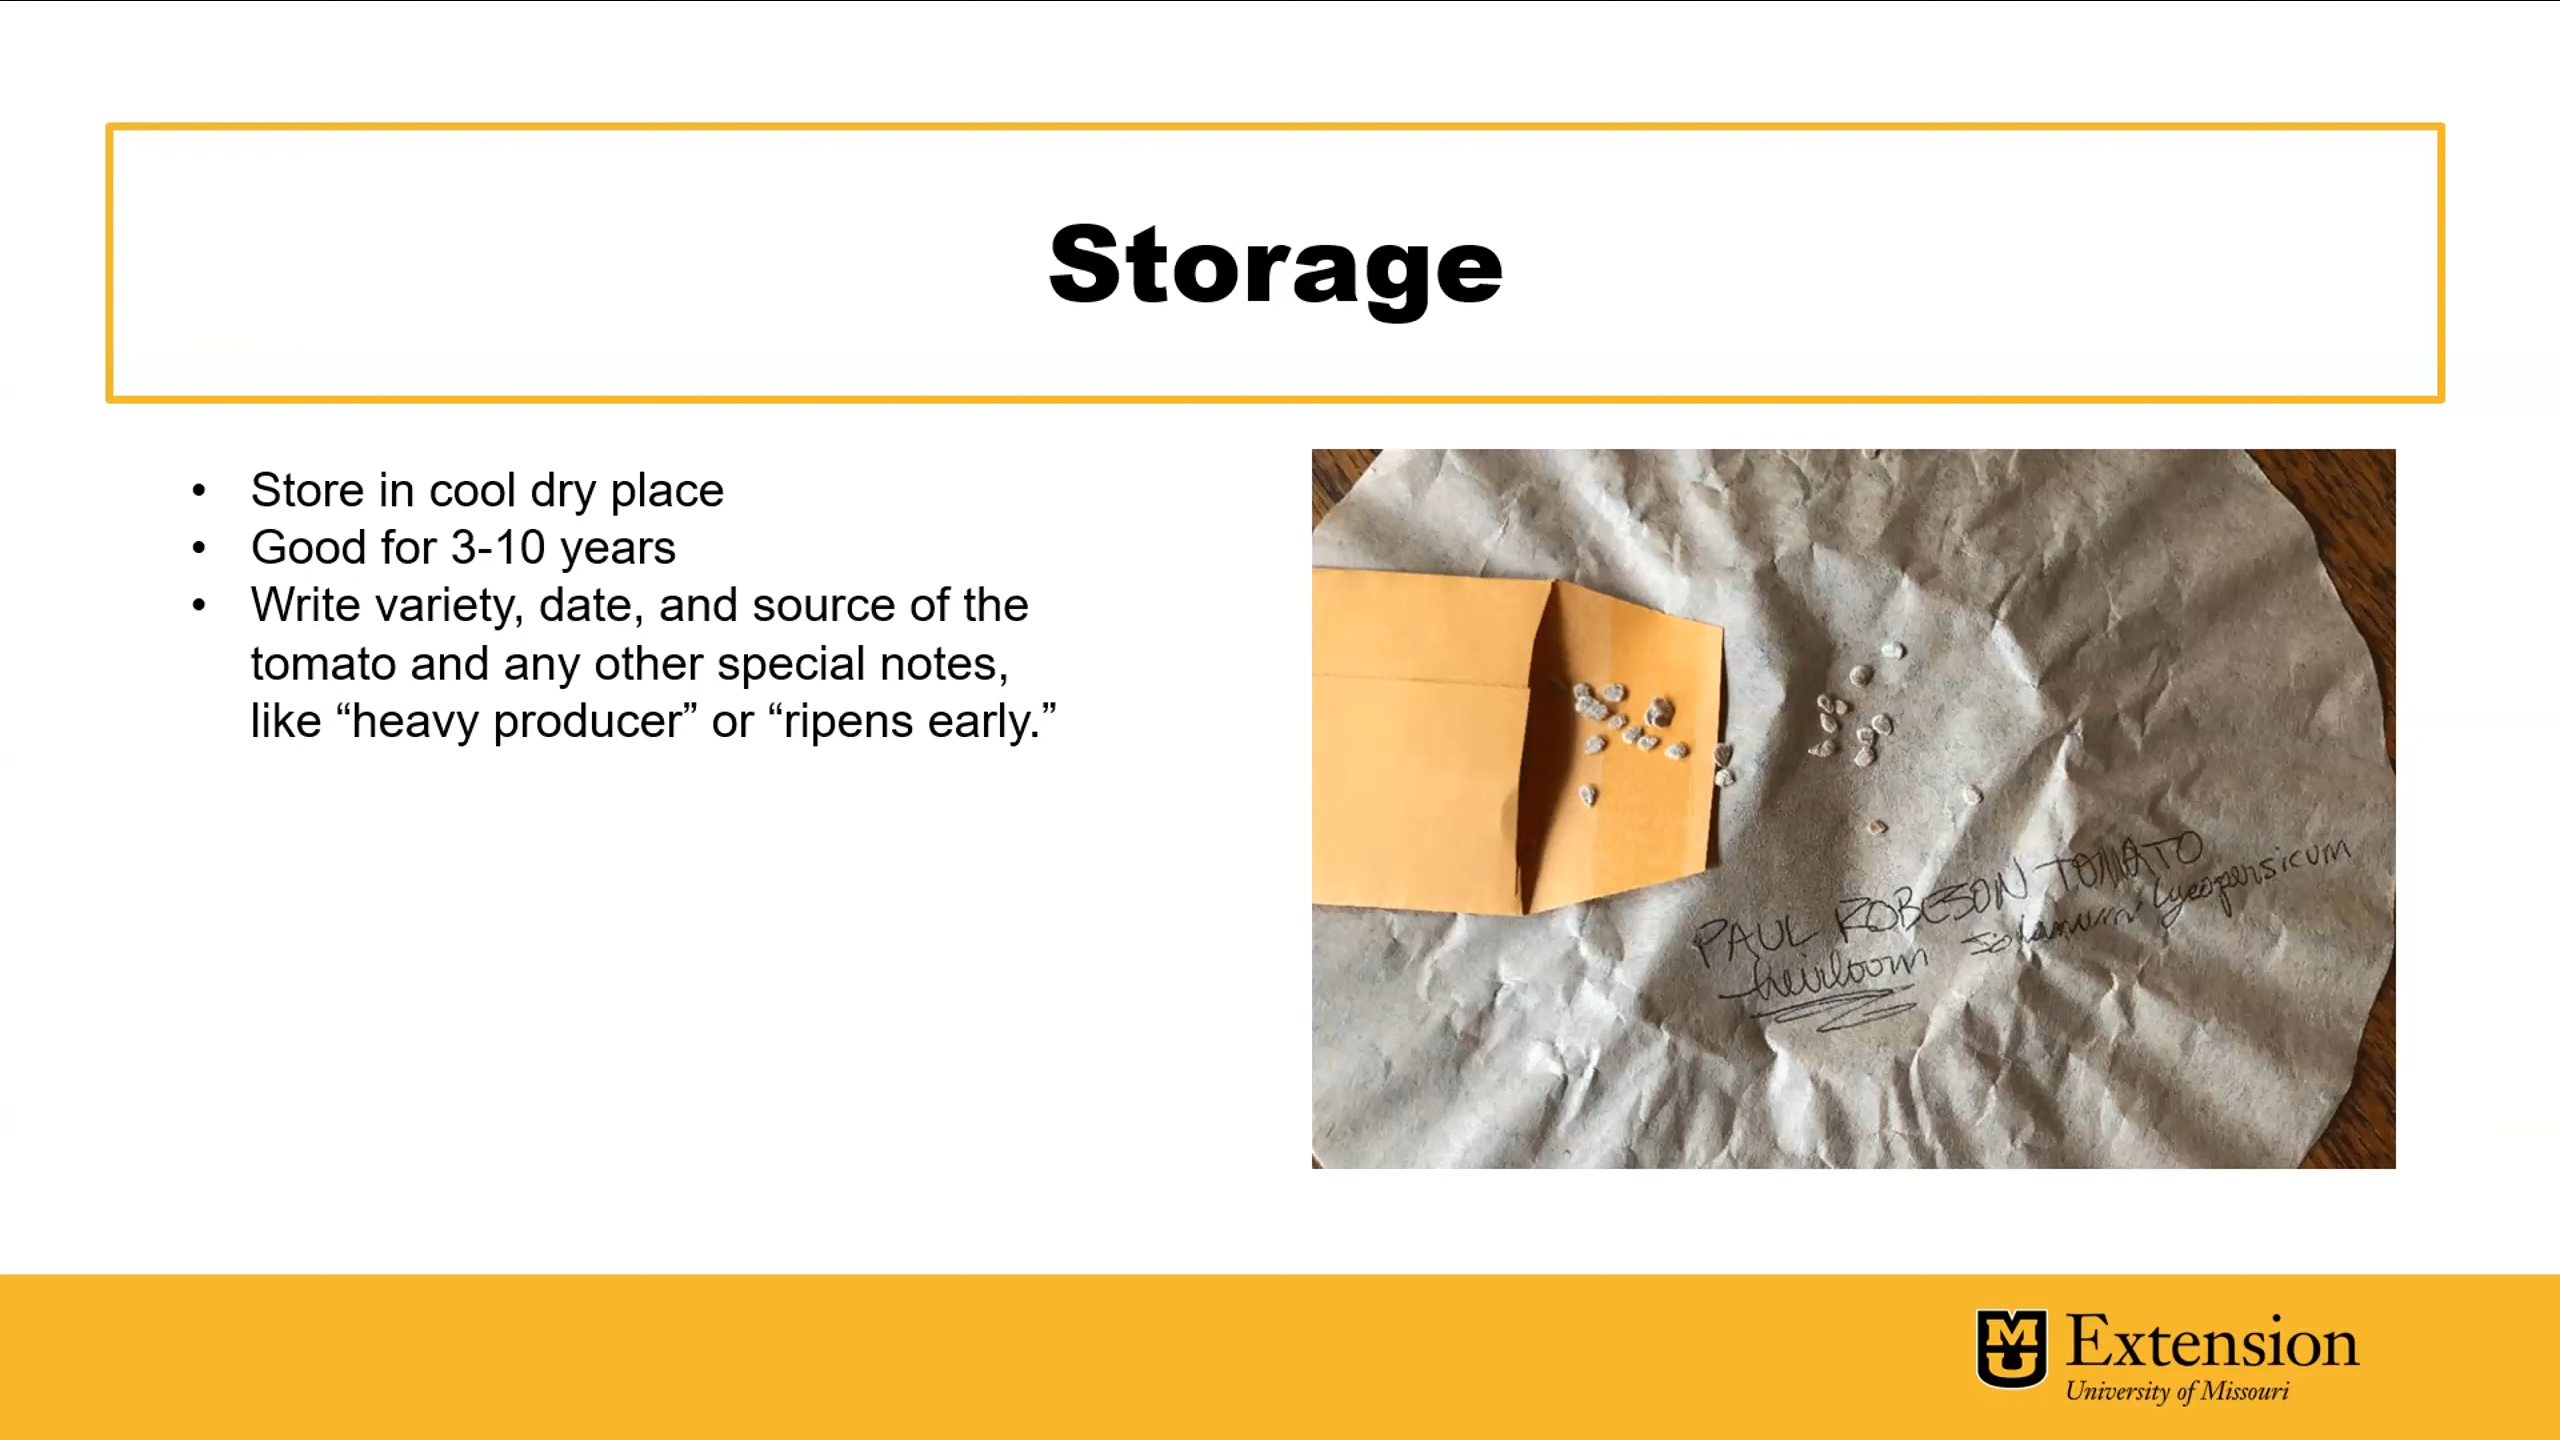 Storage
• Store in cool dry place
• Good for 3-10 years
• Write variety, date, and source of the
tomato and any other special notes,
like “heavy producer” or “ripens early.”
PAUL ROBESON TOMATO
heirloom Solanum lycopersicum
MU
Extension
University of Missouri